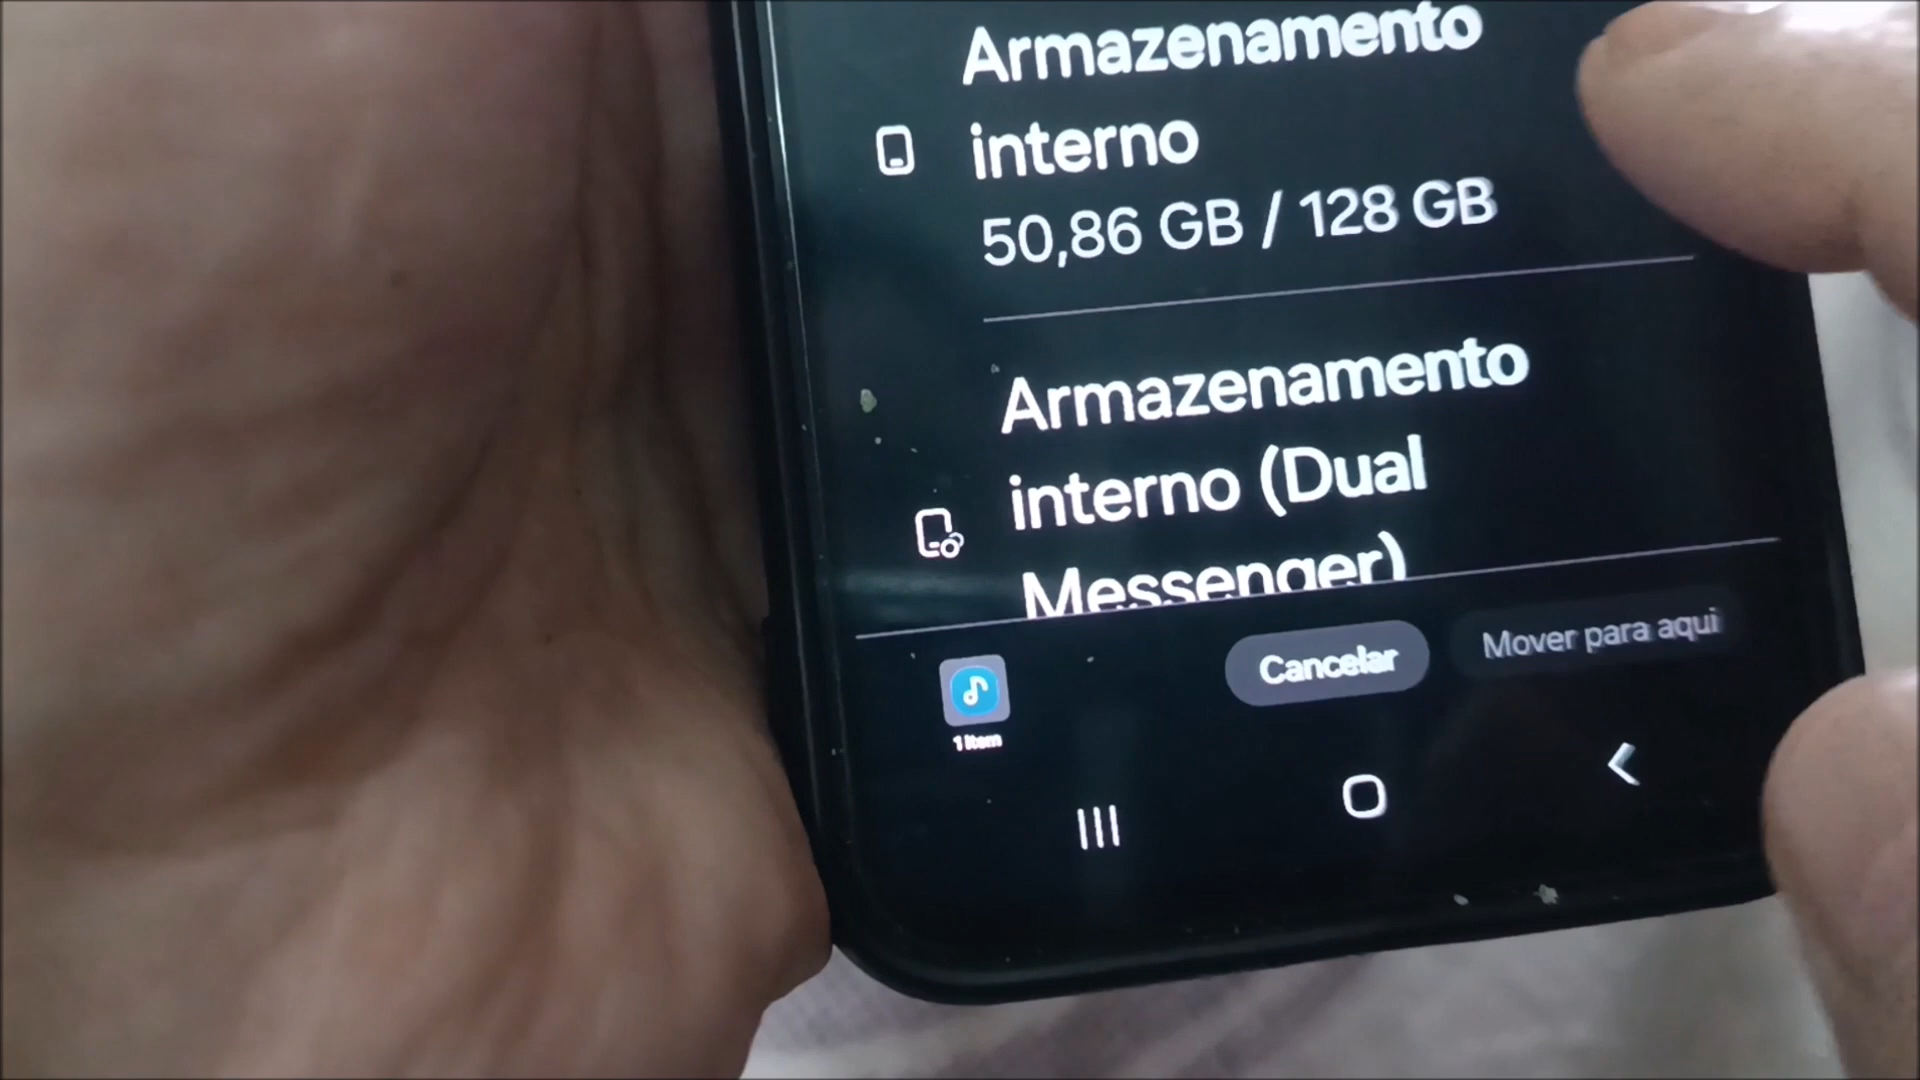 Armazenamento
interno
50,86 GB / 128 GB
Armazenamento
interno (Dual
Messenger)
1 item
Cancelar
Mover para aqui